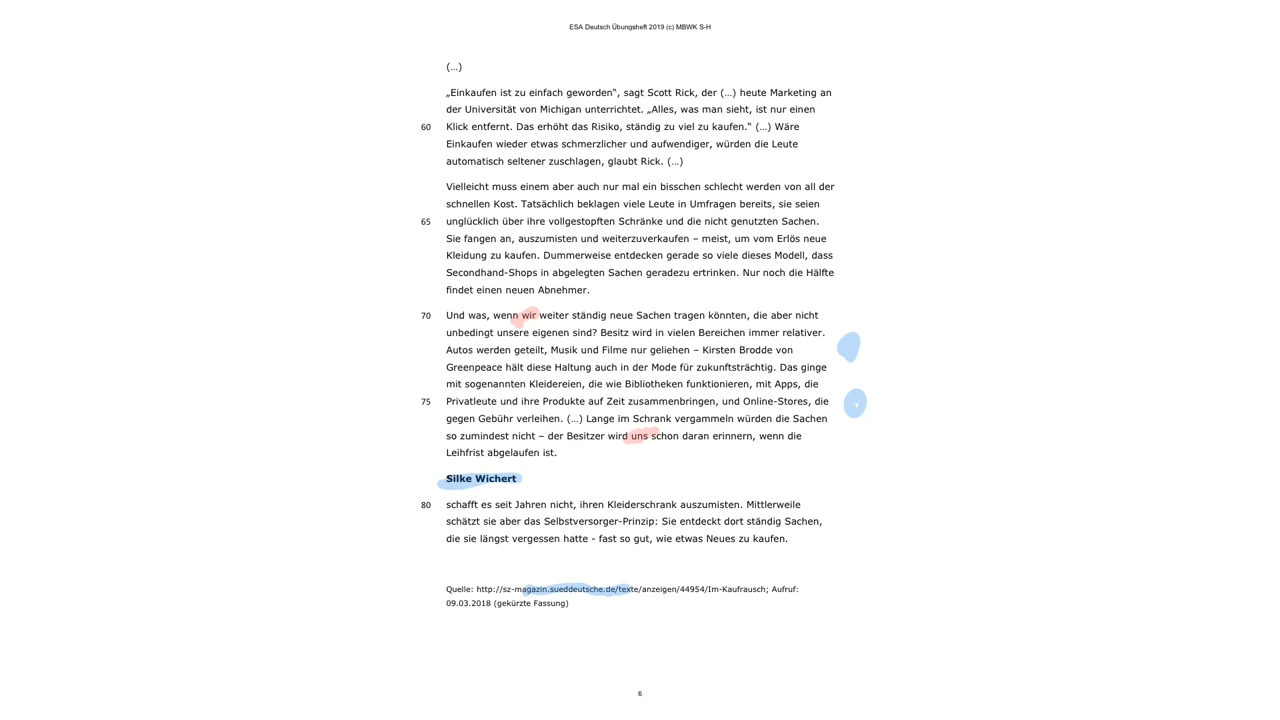 ESA Deutsch Übungsheft 2019 (c) MBWK S-H
(…)
„Einkaufen ist zu einfach geworden“, sagt Scott Rick, der (…) heute Marketing an
der Universität von Michigan unterrichtet. „Alles, was man sieht, ist nur einen
60 Klick entfernt. Das erhöht das Risiko, ständig zu viel zu kaufen.“ (…) Wäre
Einkaufen wieder etwas schmerzlicher und aufwendiger, würden die Leute
automatisch seltener zuschlagen, glaubt Rick. (…)
Vielleicht muss einem aber auch nur mal ein bisschen schlecht werden von all der
schnellen Kost. Tatsächlich beklagen viele Leute in Umfragen bereits, sie seien
65 unglücklich über ihre vollgestopften Schränke und die nicht genutzten Sachen.
Sie fangen an, auszumisten und weiterzuverkaufen – meist, um vom Erlös neue
Kleidung zu kaufen. Dummerweise entdecken gerade so viele dieses Modell, dass
Secondhand-Shops in abgelegten Sachen geradezu ertrinken. Nur noch die Hälfte
findet einen neuen Abnehmer.
70 Und was, wenn wir weiter ständig neue Sachen tragen könnten, die aber nicht
unbedingt unsere eigenen sind? Besitz wird in vielen Bereichen immer relativer.
Autos werden geteilt, Musik und Filme nur geliehen – Kirsten Brodde von
Greenpeace hält diese Haltung auch in der Mode für zukunftsträchtig. Das ginge
mit sogenannten Kleidereien, die wie Bibliotheken funktionieren, mit Apps, die
75 Privatleute und ihre Produkte auf Zeit zusammenbringen, und Online-Stores, die
gegen Gebühr verleihen. (…) Lange im Schrank vergammeln würden die Sachen
so zumindest nicht – der Besitzer wird uns schon daran erinnern, wenn die
Leihfrist abgelaufen ist.
Silke Wichert
80 schafft es seit Jahren nicht, ihren Kleiderschrank auszumisten. Mittlerweile
schätzt sie aber das Selbstversorger-Prinzip: Sie entdeckt dort ständig Sachen,
die sie längst vergessen hatte - fast so gut, wie etwas Neues zu kaufen.
Quelle: http://sz-magazin.sueddeutsche.de/texte/anzeigen/44954/Im-Kaufrausch; Aufruf:
09.03.2018 (gekürzte Fassung)
6